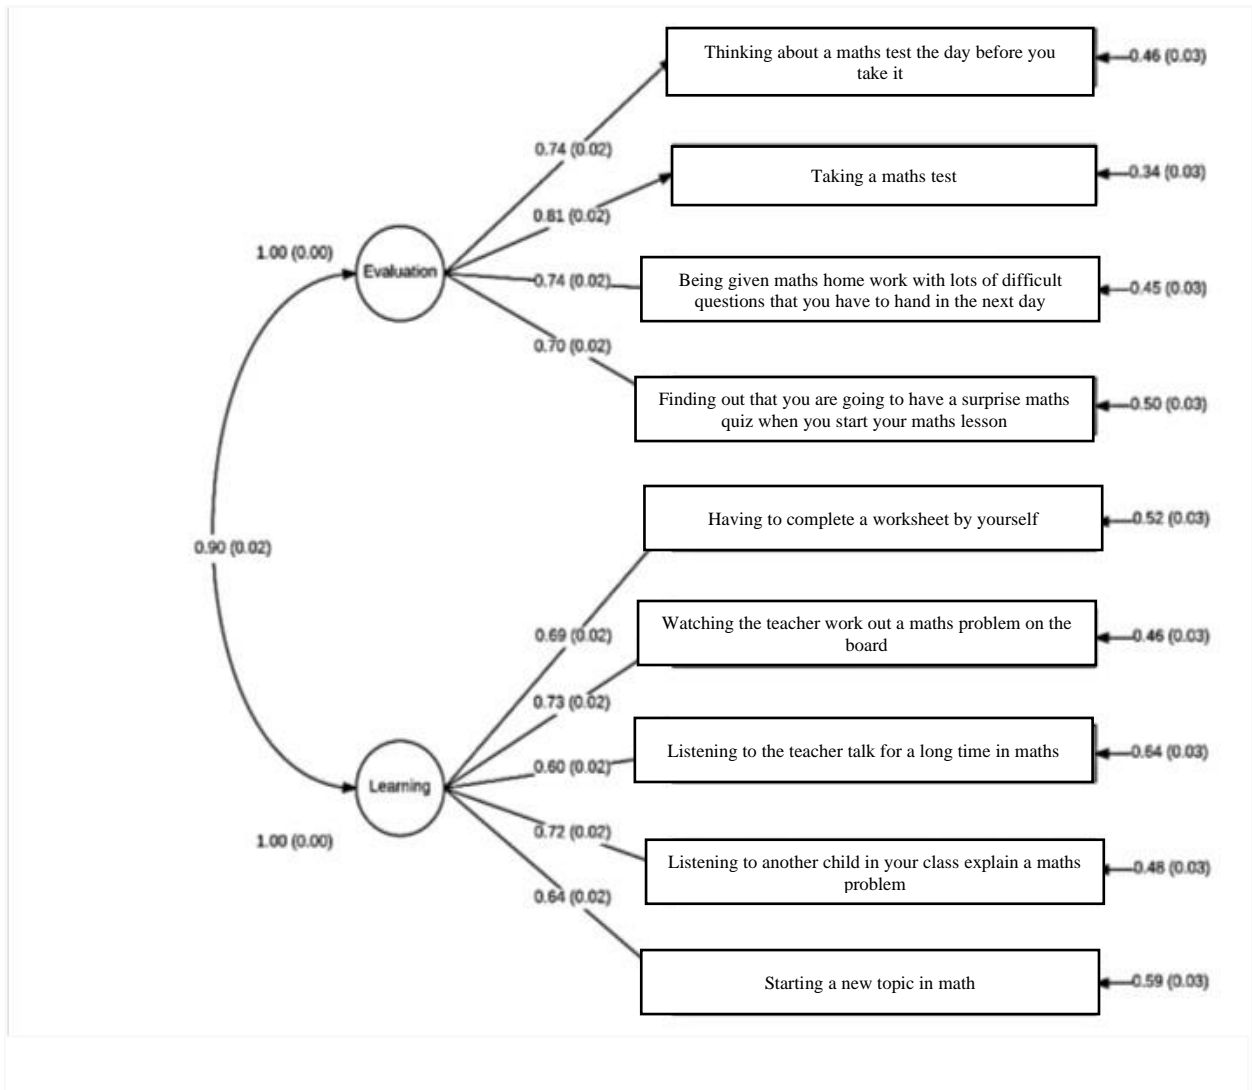 Thinking about a maths test the day before you
take it
0.46 (0.03)
0.74 (0.02)
Taking a maths test
0.34 (0.03)
0.81 (0.02)
1.00 (0.00)
Evaluation
Being given maths home work with lots of difficult
questions that you have to hand in the next day
0.74 (0.02)
0.45 (0.03)
0.70 (0.02)
Finding out that you are going to have a surprise maths
quiz when you start your maths lesson
0.50 (0.03)
Having to complete a worksheet by yourself
0.52 (0.03)
0.90 (0.02)
0.69 (0.02)
Watching the teacher work out a maths problem on the
board
0.46 (0.03)
0.73 (0.02)
Listening to the teacher talk for a long time in maths
0.64 (0.03)
0.60 (0.02)
Learning
1.00 (0.00)
0.72 (0.02)
Listening to another child in your class explain a maths
problem
0.48 (0.03)
0.64 (0.02)
Starting a new topic in math
0.59 (0.03)